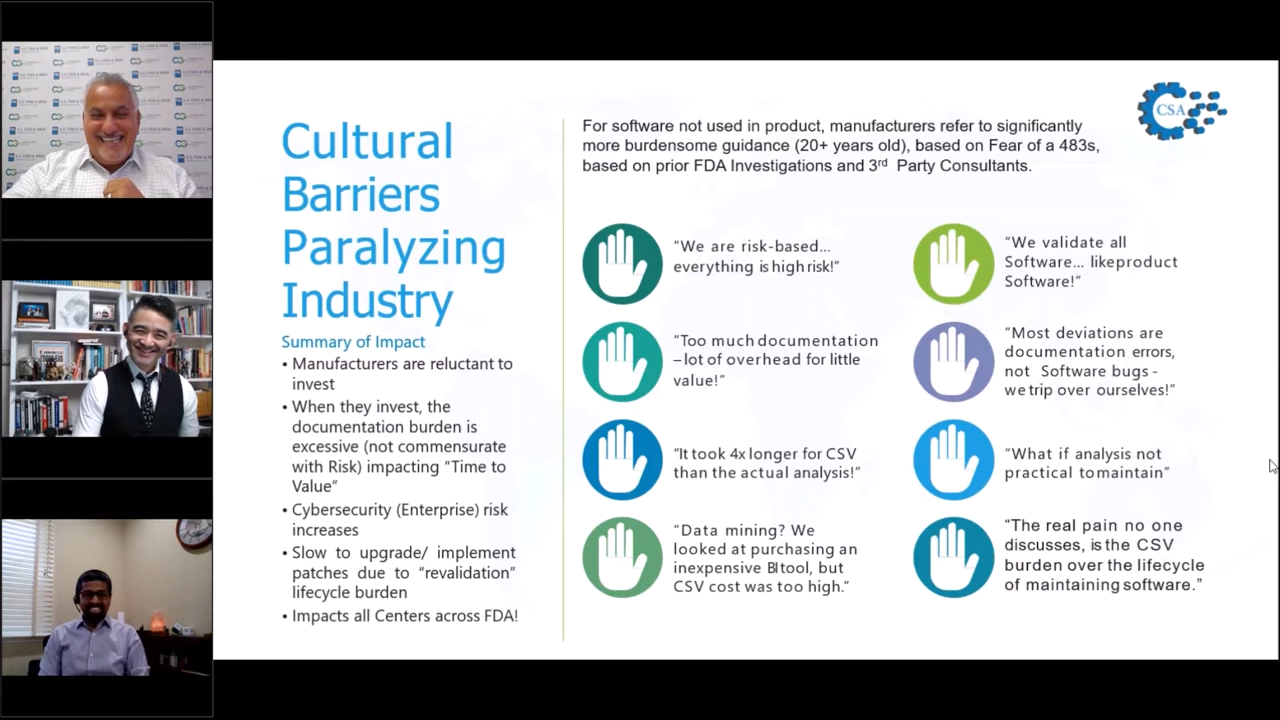 Cultural
Barriers
Paralyzing
Industry
Summary of Impact
• Manufacturers are reluctant to
invest
• When they invest, the
documentation burden is
excessive (not commensurate
with Risk) impacting “Time to
Value”
• Cybersecurity (Enterprise) risk
increases
• Slow to upgrade/ implement
patches due to “revalidation”
lifecycle burden
• Impacts all Centers across FDA!
For software not used in product, manufacturers refer to significantly
more burdensome guidance (20+ years old), based on Fear of a 483s,
based on prior FDA Investigations and 3rd Party Consultants.
“We are risk-based...
everything is high risk!”
“Too much documentation
– lot of overhead for little
value!”
“It took 4x longer for CSV
than the actual analysis!”
“Data mining? We
looked at purchasing an
inexpensive BI tool, but
CSV cost was too high.”
“We validate all
Software... likeproduct
Software!”
“Most deviations are
documentation errors,
not Software bugs -
we trip over ourselves!”
“What if analysis not
practical to maintain”
“The real pain no one
discusses, is the CSV
burden over the lifecycle
of maintaining software.”
CSA